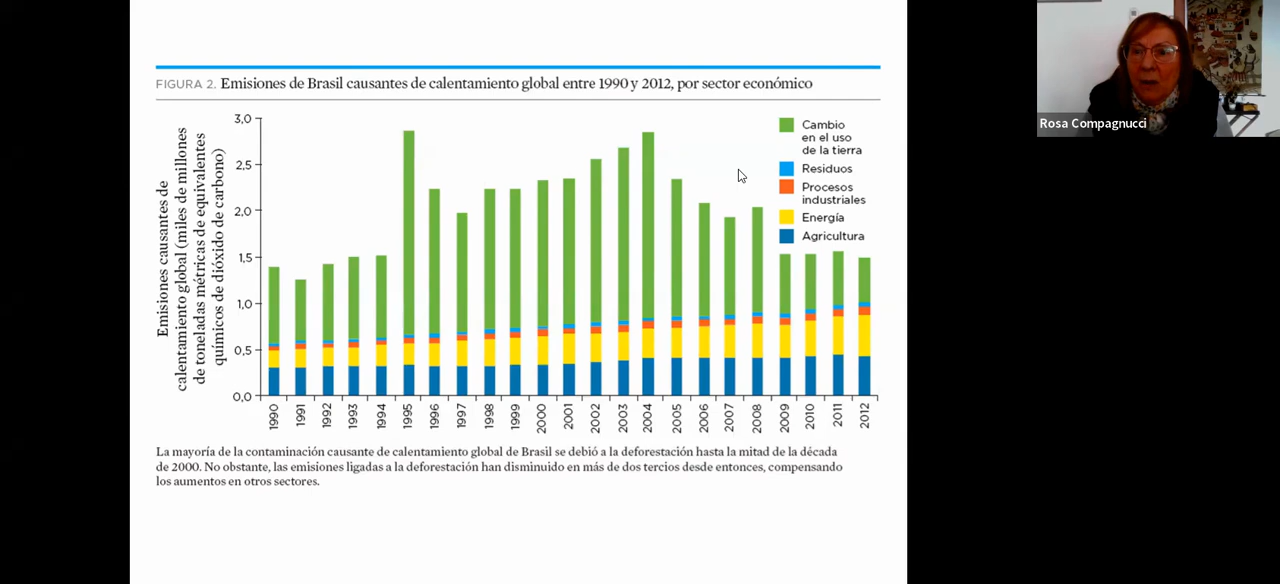 FIGURA 2. Emisiones de Brasil causantes de calentamiento global entre 1990 y 2012, por sector económico
Emisiones causantes de
calentamiento global (miles de millones
de toneladas métricas de equivalentes
químicos de dióxido de carbono)
3,0
2,5
2,0
1,5
1,0
0,5
0,0
1990
1991
1992
1993
1994
1995
1996
1997
1998
1999
2000
2001
2002
2003
2004
2005
2006
2007
2008
2009
2010
2011
2012
Cambio
en el uso
de la tierra
Residuos
Procesos
industriales
Energía
Agricultura
La mayoría de la contaminación causante de calentamiento global de Brasil se debió a la deforestación hasta la mitad de la década
de 2000. No obstante, las emisiones ligadas a la deforestación han disminuido en más de dos tercios desde entonces, compensando
los aumentos en otros sectores.
Rosa Compagnucci